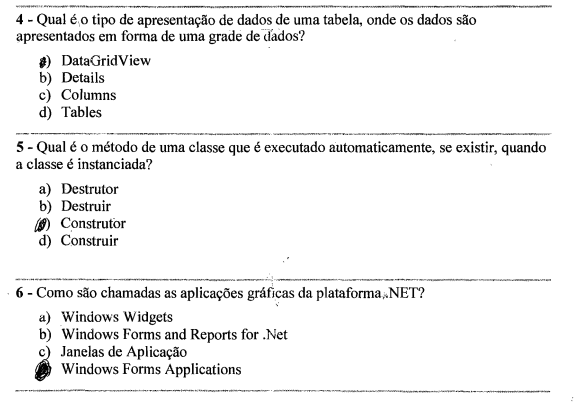 4 - Qual é o tipo de apresentação de dados de uma tabela, onde os dados são
apresentados em forma de uma grade de dados?
a) DataGridView
b) Details
c) Columns
d) Tables
5 - Qual é o método de uma classe que é executado automaticamente, se existir, quando
a classe é instanciada?
a) Destrutor
b) Destruir
Construtor
d) Construir
6 - Como são chamadas as aplicações gráficas da plataforma .NET?
a) Windows Widgets
b) Windows Forms and Reports for .Net
c) Janelas de Aplicação
Windows Forms Applications